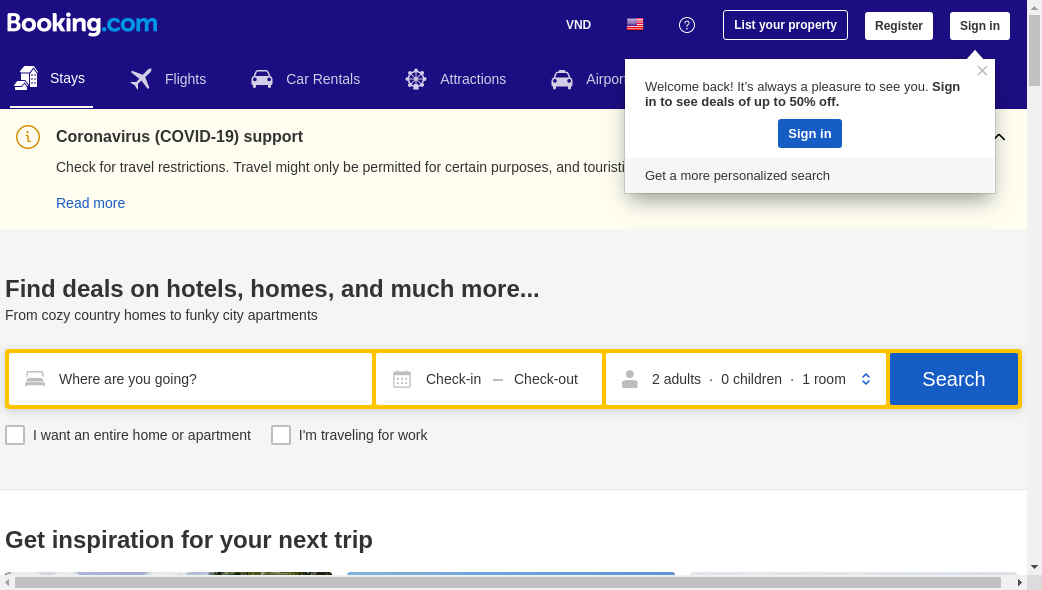 Booking.com
VND
List your property
Register
Sign in
Stays
Flights
Car Rentals
Attractions
Welcome back! It's always a pleasure to see you. Sign
in to see deals of up to 50% off.
Sign in
Get a more personalized search
Coronavirus (COVID-19) support
Check for travel restrictions. Travel might only be permitted for certain purposes, and
Read more
Find deals on hotels, homes, and much more...
From cozy country homes to funky city apartments
Where are you going?
Check-in — Check-out
2 adults · 0 children · 1 room
Search
I want an entire home or apartment
I'm traveling for work
Get inspiration for your next trip